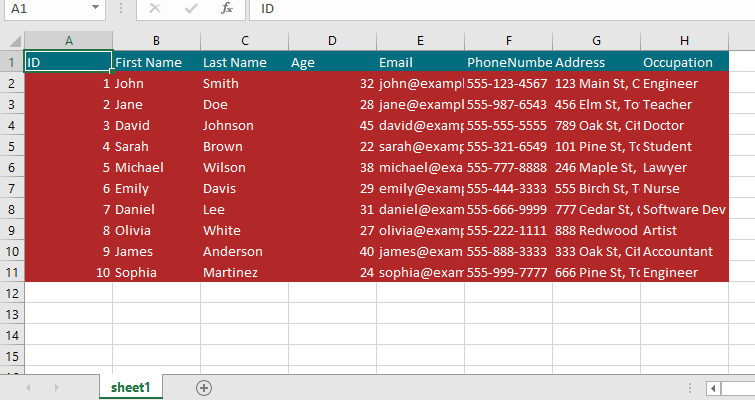 A1 fx ID
A B C D E F G H
1 ID First Name Last Name Age Email PhoneNumbe Address Occupation
2 1 John Smith 32 john@exampl 555-123-4567 123 Main St, C Engineer
3 2 Jane Doe 28 jane@exampl 555-987-6543 456 Elm St, To Teacher
4 3 David Johnson 45 david@examp 555-555-5555 789 Oak St, Cit Doctor
5 4 Sarah Brown 22 sarah@examp 555-321-6549 101 Pine St, To Student
6 5 Michael Wilson 38 michael@exa 555-777-8888 246 Maple St, Lawyer
7 6 Emily Davis 29 emily@examp 555-444-3333 555 Birch St, T Nurse
8 7 Daniel Lee 31 daniel@exam 555-666-9999 777 Cedar St, Software Dev
9 8 Olivia White 27 olivia@examp 555-222-1111 888 Redwood Artist
10 9 James Anderson 40 james@exam 555-888-3333 333 Oak St, Cit Accountant
11 10 Sophia Martinez 24 sophia@exam 555-999-7777 666 Pine St, To Engineer
12
13
14
15
sheet1